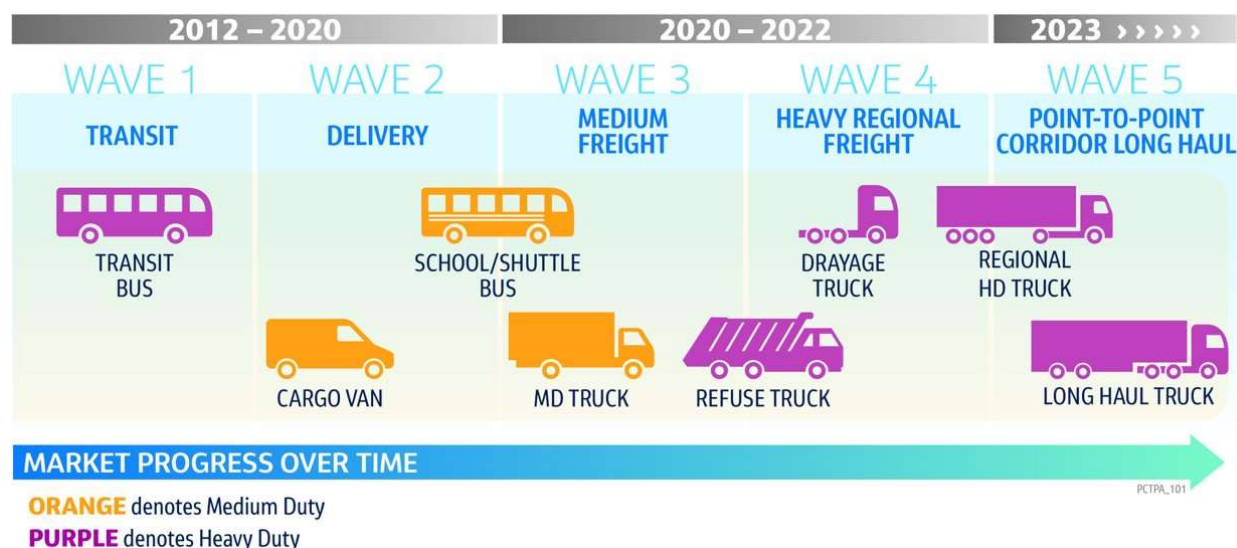 2012 – 2020
2020 – 2022
2023 › › › › ›
WAVE 1
WAVE 2
WAVE 3
WAVE 4
WAVE 5
TRANSIT
DELIVERY
MEDIUM
FREIGHT
HEAVY REGIONAL
FREIGHT
POINT-TO-POINT
CORRIDOR LONG HAUL
TRANSIT
BUS
SCHOOL/SHUTTLE
BUS
DRAYAGE
TRUCK
REGIONAL
HD TRUCK
CARGO VAN
MD TRUCK
REFUSE TRUCK
LONG HAUL TRUCK
MARKET PROGRESS OVER TIME
PCTPA_101
ORANGE denotes Medium Duty
PURPLE denotes Heavy Duty